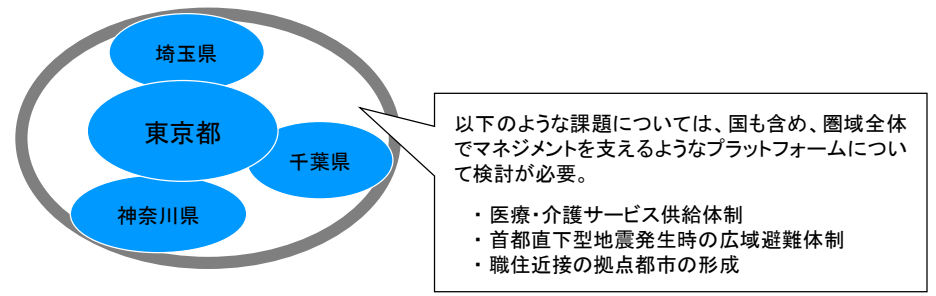 埼玉県
東京都
千葉県
神奈川県
以下のような課題については、国も含め、圏域全体
でマネジメントを支えるようなプラットフォームについ
て検討が必要。
・医療・介護サービス供給体制
・首都直下型地震発生時の広域避難体制
・職住近接の拠点都市の形成